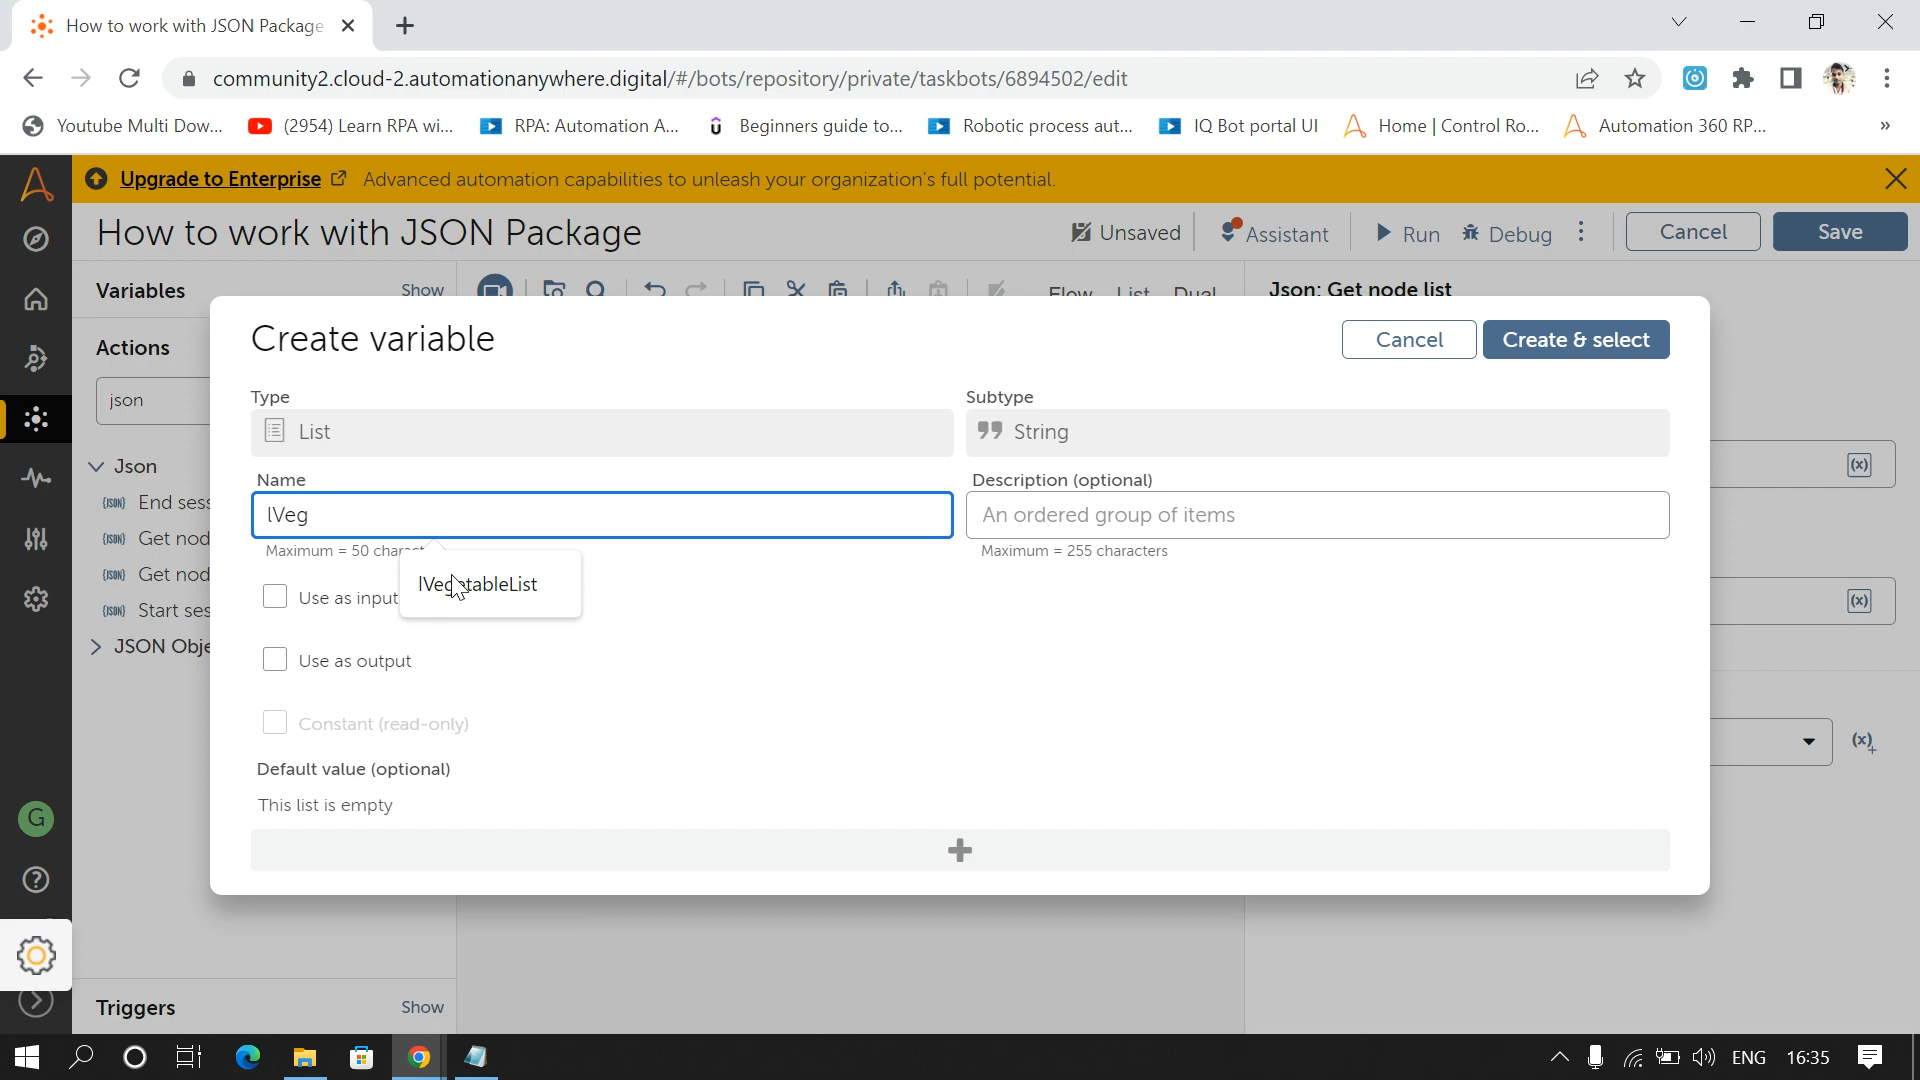 How to work with JSON Package
community2.cloud-2.automationanywhere.digital/#/bots/repository/private/taskbots/6894502/edit
Youtube Multi Dow... (2954) Learn RPA wi... RPA: Automation A... Beginners guide to... Robotic process aut... IQ Bot portal UI Home | Control Ro... Automation 360 RP... »
Upgrade to Enterprise Advanced automation capabilities to unleash your organization's full potential.
How to work with JSON Package Unsaved Assistant Run Debug Cancel Save
Variables Show Flow List Dual Json: Get node list
Create variable Cancel Create & select
Actions
Type Subtype
json
List String
Json
Name Description (optional)
lVeg An ordered group of items
End sess
Get nod
Maximum = 50 charact Maximum = 255 characters
Get nod
lVegetableList
Use as input
Start ses
JSON Obje
Use as output
Constant (read-only)
Default value (optional)
This list is empty
G
Triggers Show
ENG 16:35